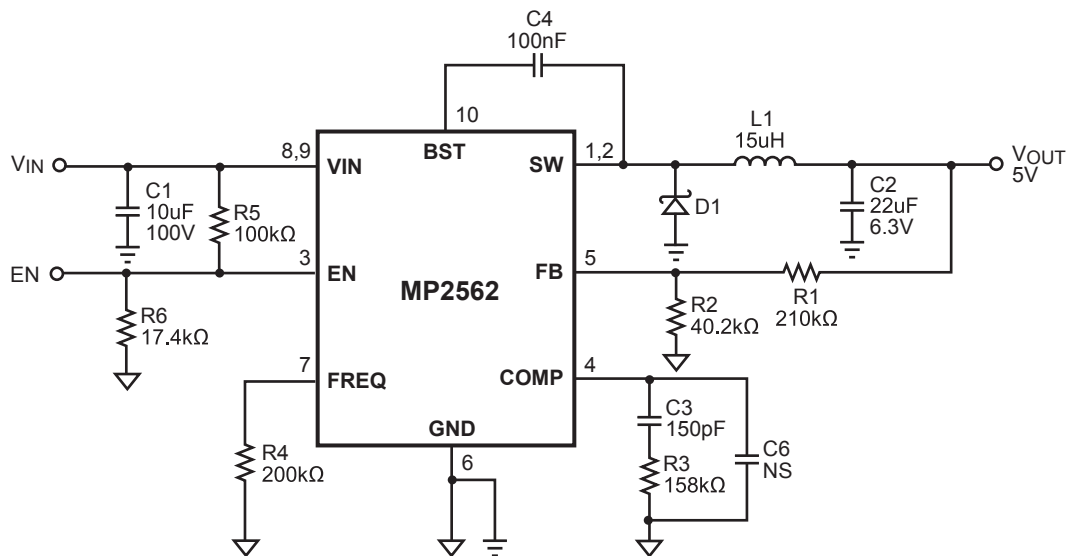 C4
100nF
10
BST
8,9
VIN
VIN
C1
10uF
100V
R5
100kΩ
EN
3
EN
R6
17.4kΩ
7
FREQ
R4
200kΩ
MP2562
GND
6
SW
1,2
L1
15uH
D1
C2
22uF
6.3V
VOUT
5V
FB
5
R2
40.2kΩ
R1
210kΩ
COMP
4
C3
150pF
R3
158kΩ
C6
NS